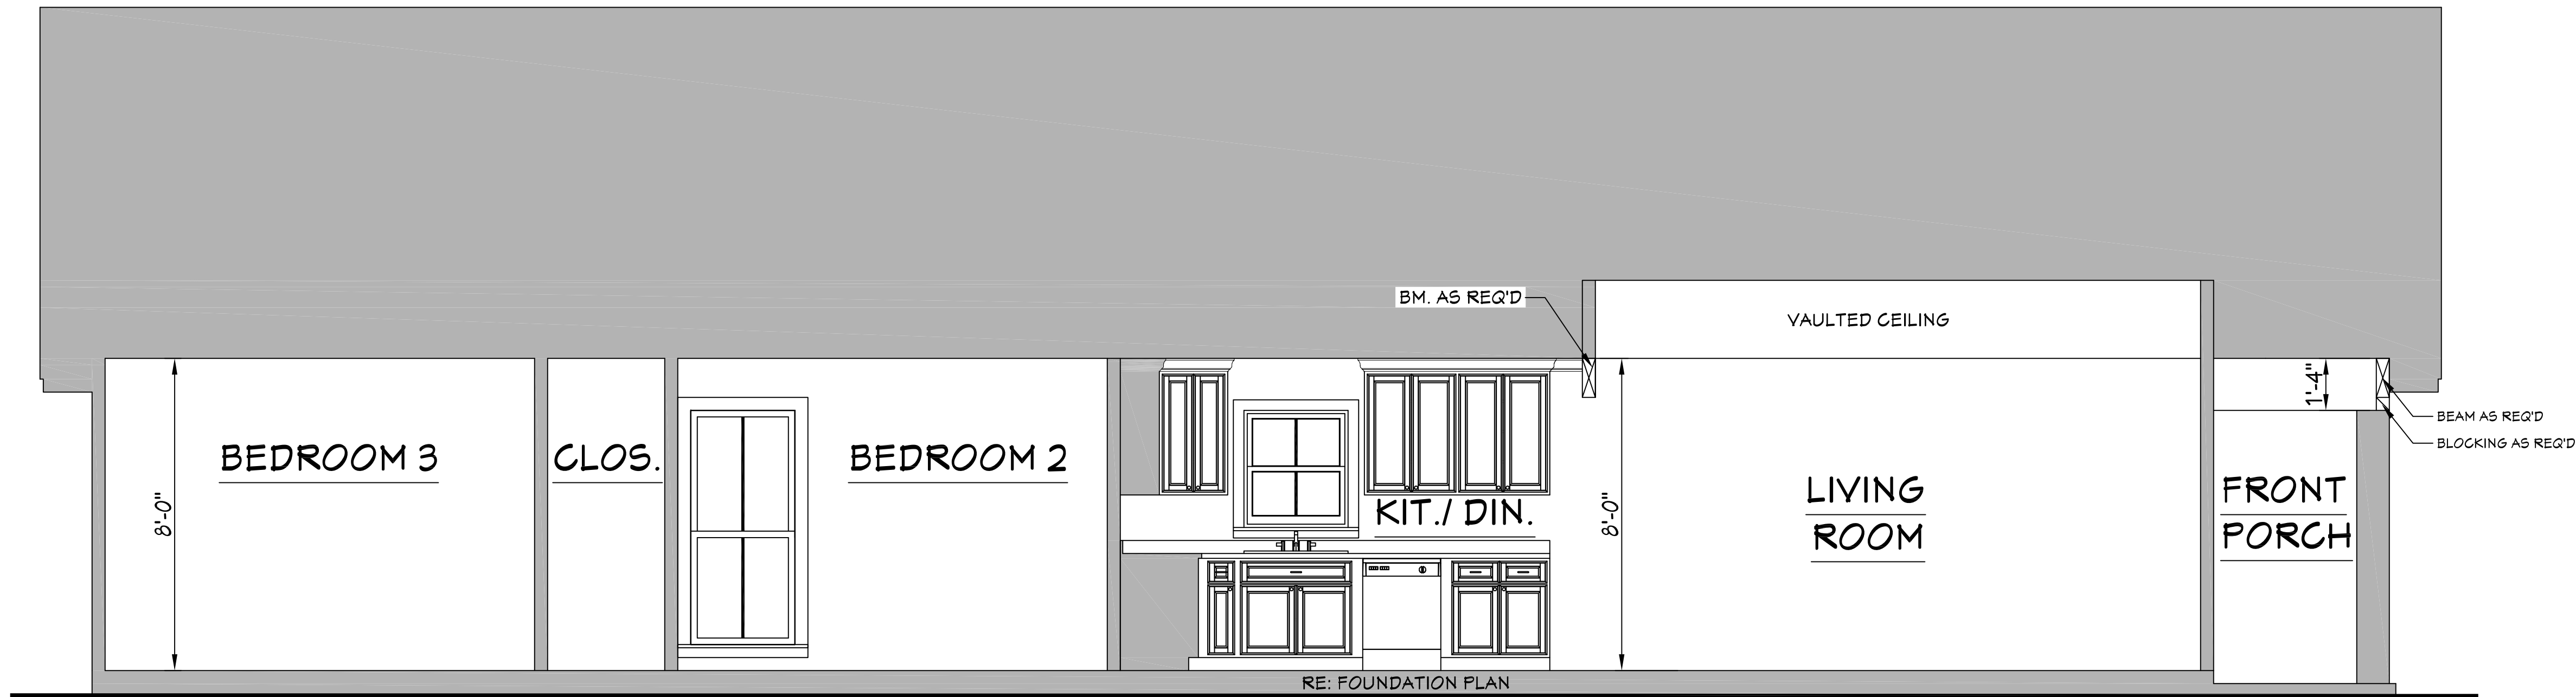 BM. AS REQ'D
VAULTED CEILING
1'-4"
BEAM AS REQ'D
BLOCKING AS REQ'D
BEDROOM 3
CLOS.
BEDROOM 2
KIT./ DIN.
LIVING
ROOM
FRONT
PORCH
8'-0"
8'-0"
RE: FOUNDATION PLAN